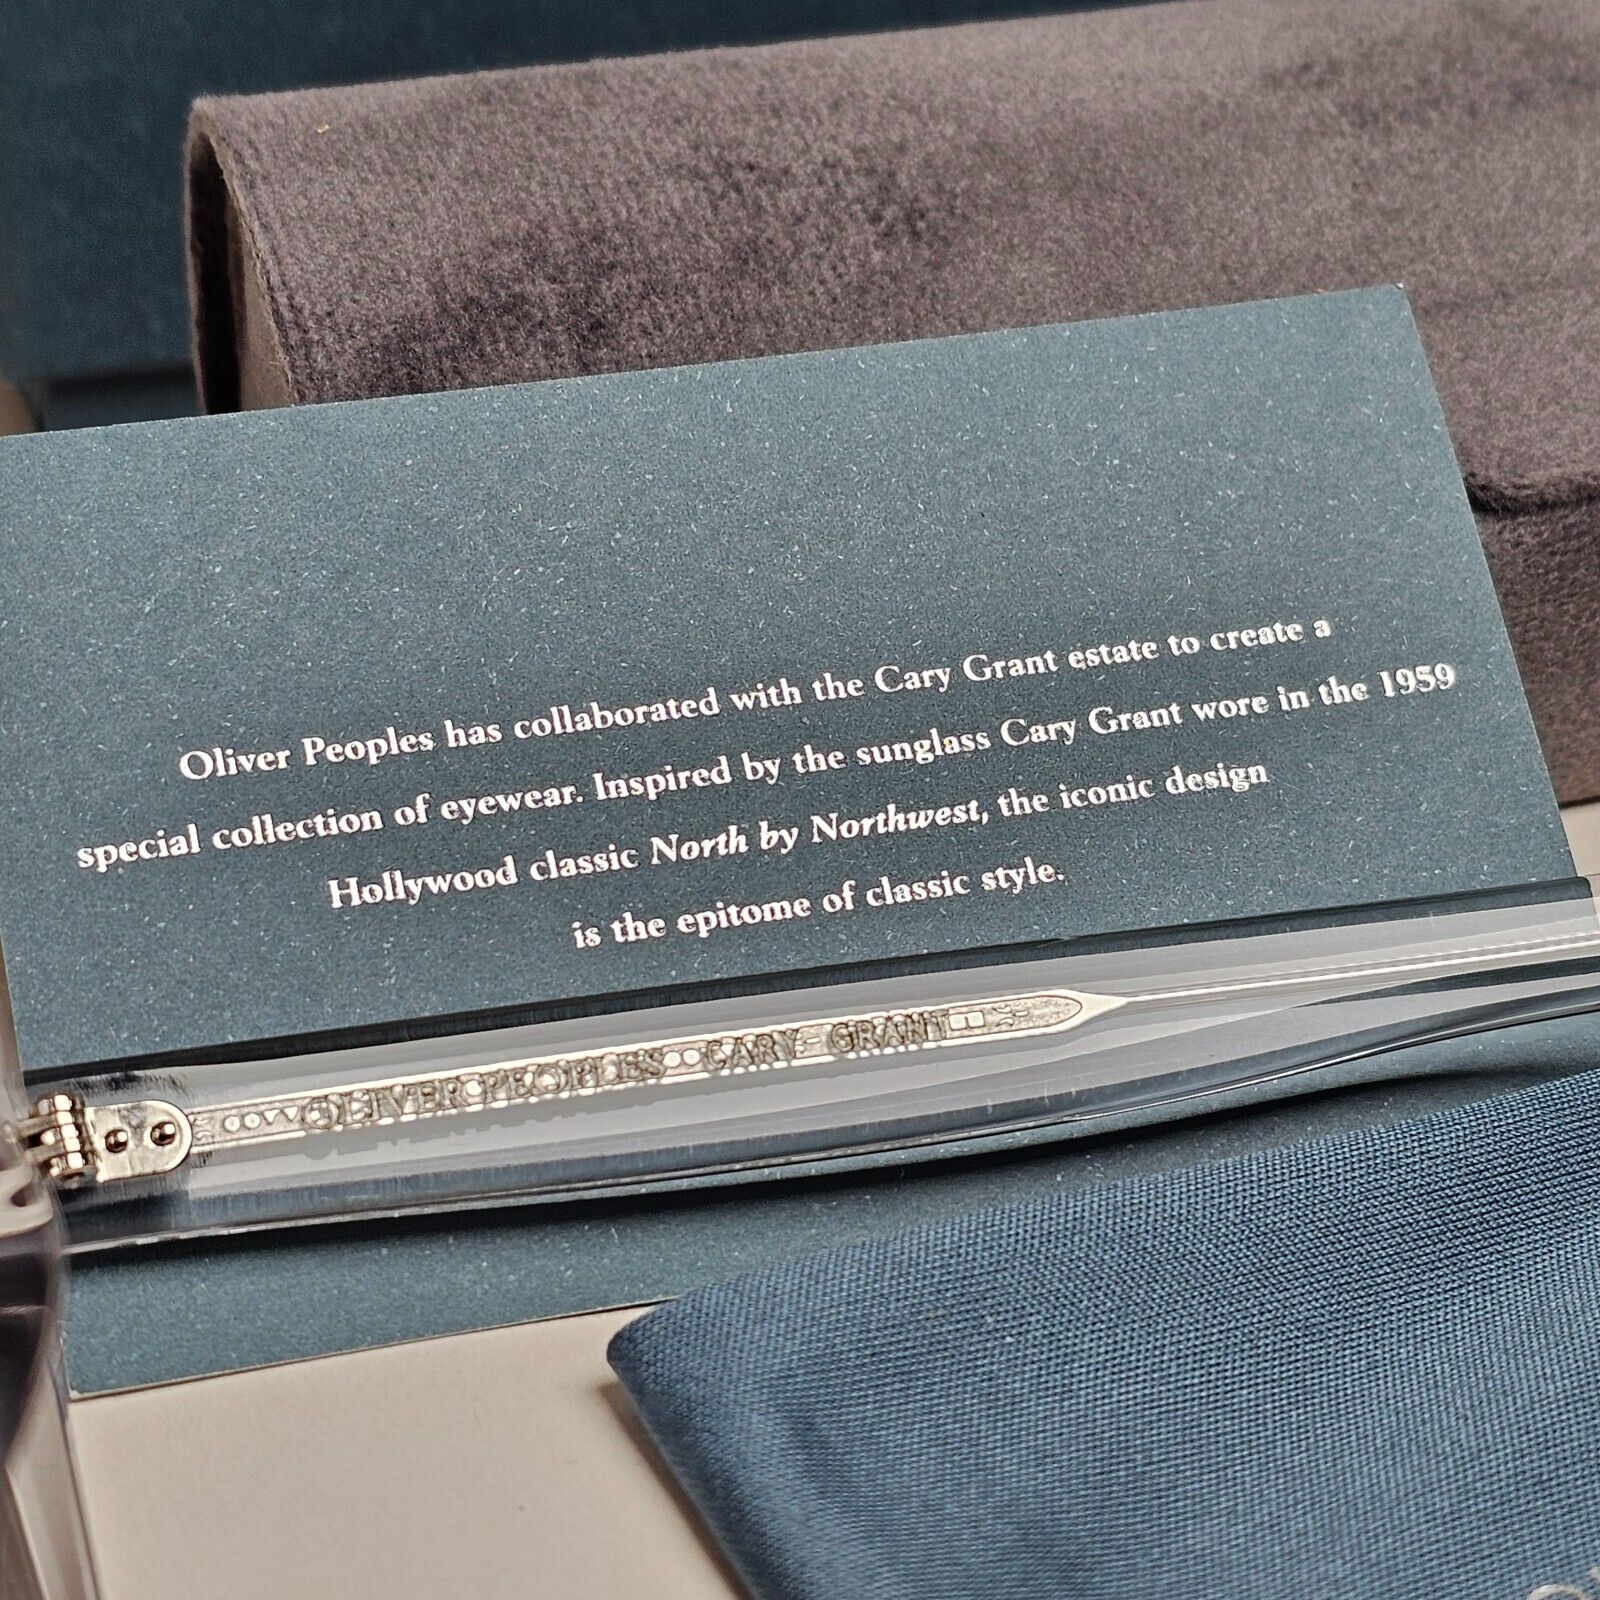 Oliver Peoples has collaborated with the Cary Grant estate to create a
special collection of eyewear. Inspired by the sunglass Cary Grant wore in the 1959
Hollywood classic North by Northwest, the iconic design
is the epitome of classic style.
OLIVER PEOPLES CARY GRANT